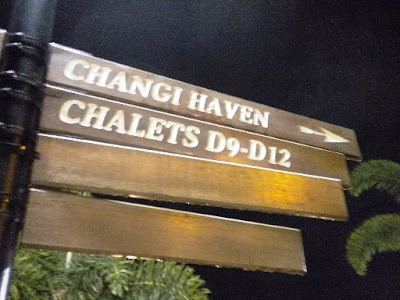 CHANGI HAVEN
CHALETS D9-D12